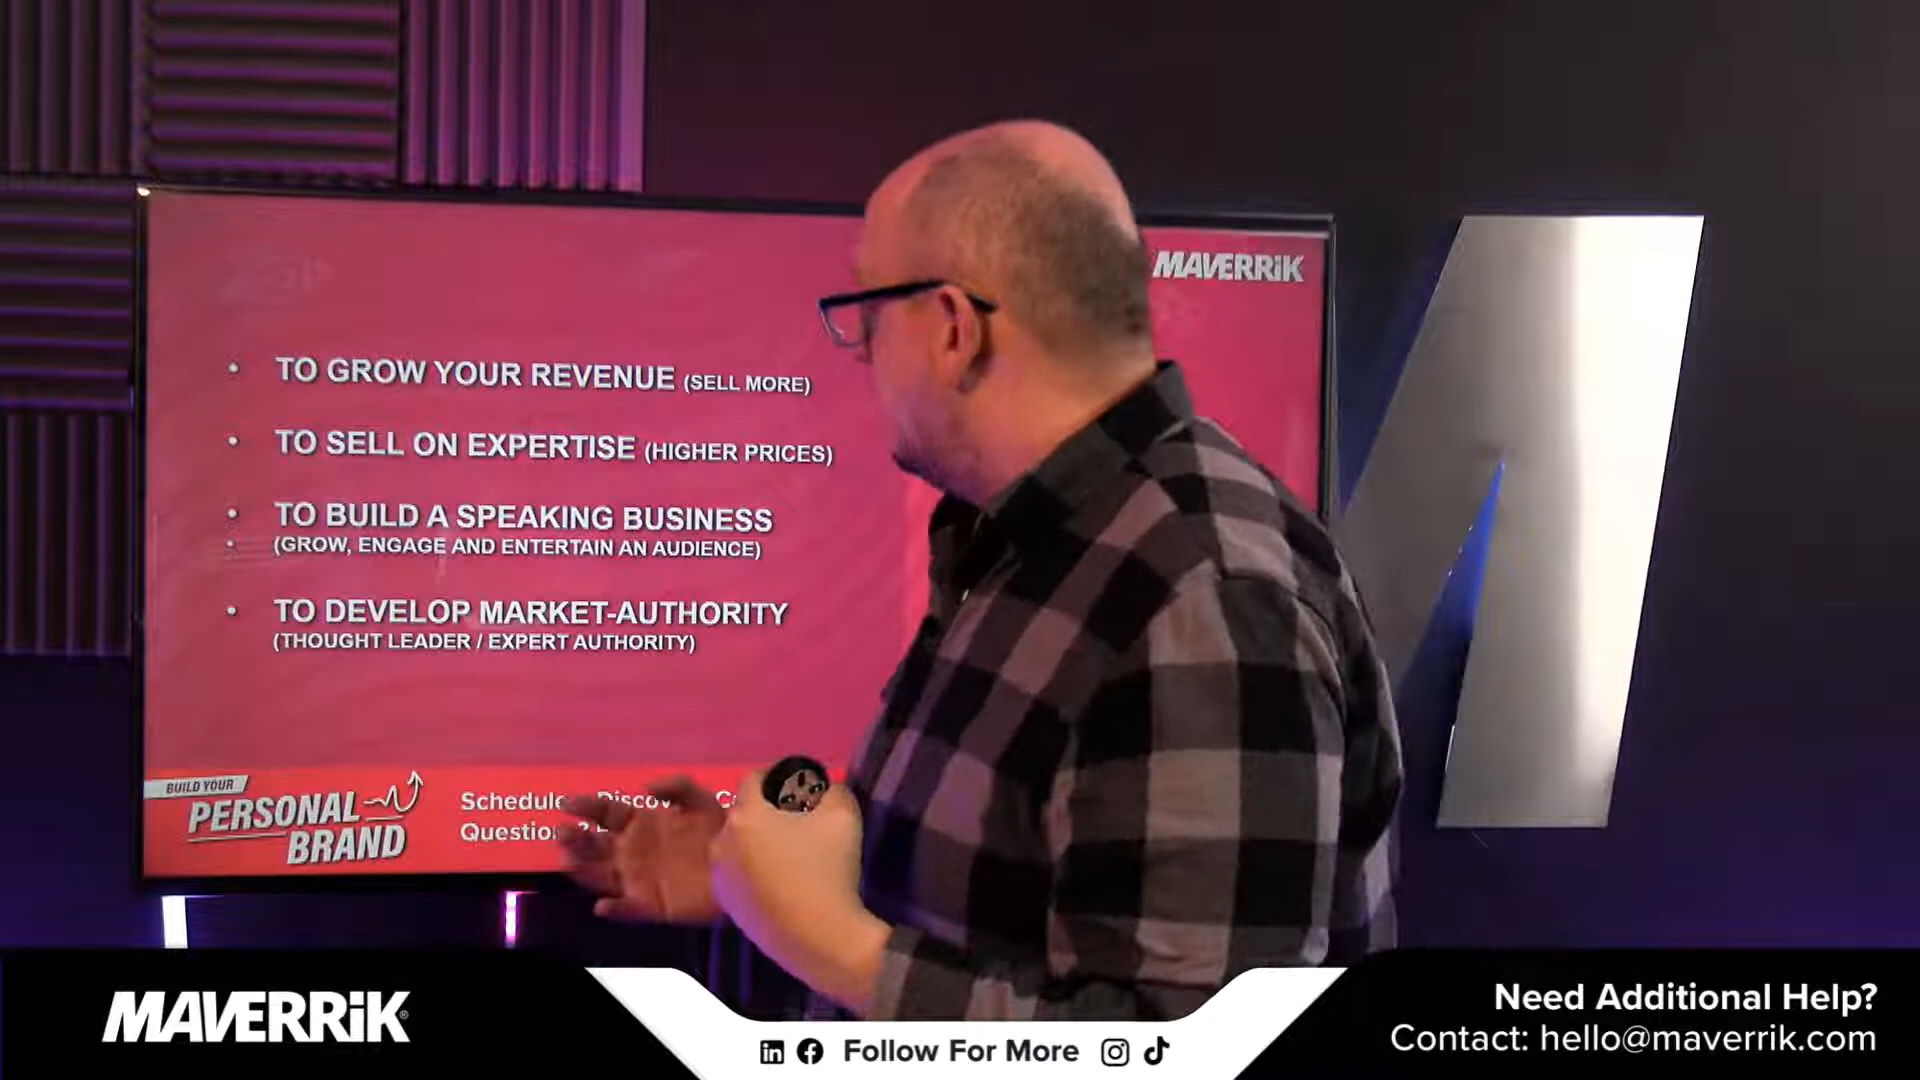 MAVERRiK
TO GROW YOUR REVENUE (SELL MORE)
TO SELL ON EXPERTISE (HIGHER PRICES)
TO BUILD A SPEAKING BUSINESS
(GROW, ENGAGE AND ENTERTAIN AN AUDIENCE)
TO DEVELOP MARKET-AUTHORITY
(THOUGHT LEADER / EXPERT AUTHORITY)
BUILD YOUR
PERSONAL
BRAND
Schedule
MAVERRiK®
Follow For More
Need Additional Help?
Contact: hello@maverrik.com